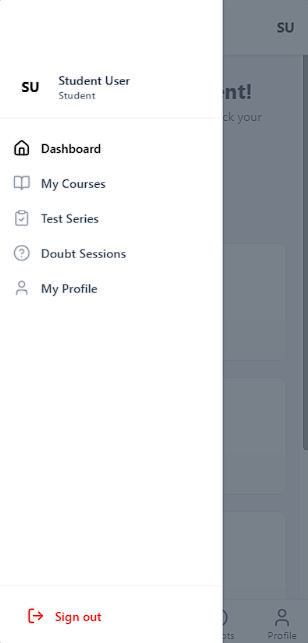 SU
SU
Student User
Student
ent!
ck your
Dashboard
My Courses
Test Series
Doubt Sessions
My Profile
Sign out
ots
Profile